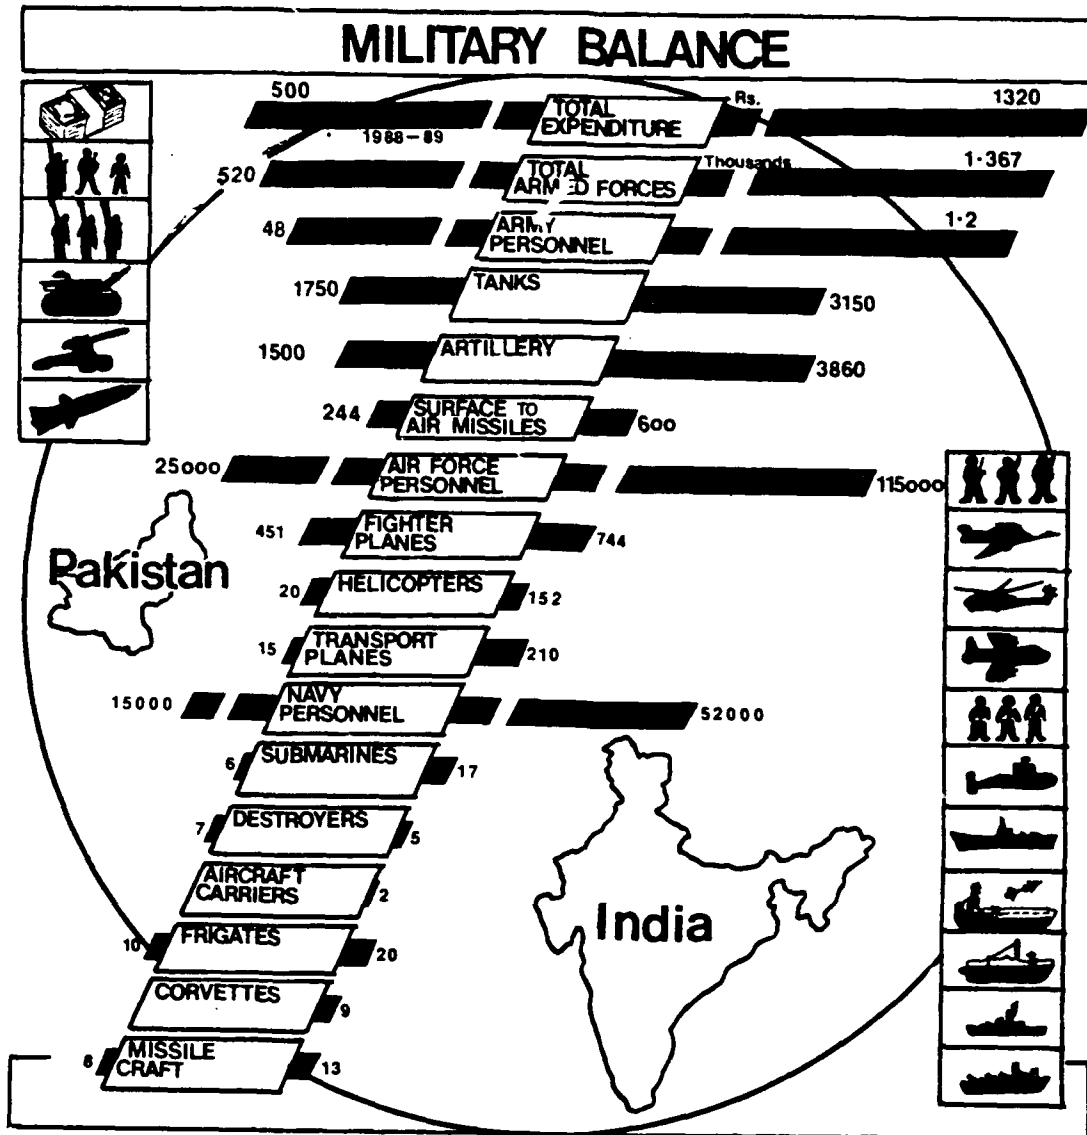 MILITARY BALANCE
500
TOTAL
EXPENDITURE
Rs.
1320
1988-89
520
TOTAL
ARMED FORCES
Thousands
1·367
48
ARMY
PERSONNEL
1·2
1750
TANKS
3150
1500
ARTILLERY
3860
244
SURFACE TO
AIR MISSILES
600
25000
AIR FORCE
PERSONNEL
115000
451
FIGHTER
PLANES
744
Pakistan
20
HELICOPTERS
152
15
TRANSPORT
PLANES
210
15000
NAVY
PERSONNEL
52000
6
SUBMARINES
17
7
DESTROYERS
5
AIRCRAFT
CARRIERS
2
India
10
FRIGATES
20
CORVETTES
9
MISSILE
CRAFT
13